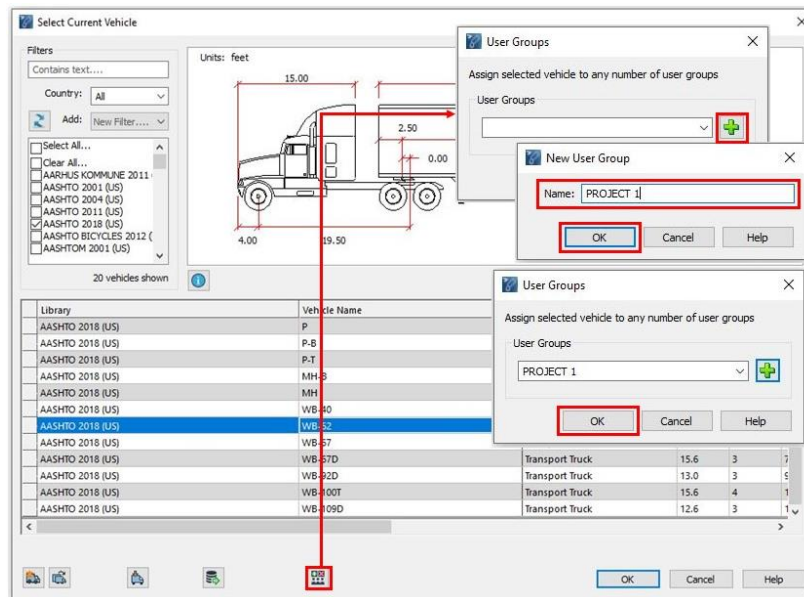 Select Current Vehicle
Filters
Contains text....
Country: All
Add: New Filter....
Select All...
Clear All...
AARHUS KOMMUNE 2011
AASHTO 2001 (US)
AASHTO 2004 (US)
AASHTO 2011 (US)
AASHTO 2018 (US)
AASHTO BICYCLES 2012 (
AASHTOM 2001 (US)
20 vehicles shown
Units: feet
15.00
2.50
0.00
4.00
19.50
User Groups
Assign selected vehicle to any number of user groups
User Groups
New User Group
Name: PROJECT 1
OK Cancel Help
User Groups
Assign selected vehicle to any number of user groups
User Groups
PROJECT 1
OK Cancel Help
Library Vehicle Name
AASHTO 2018 (US) P
AASHTO 2018 (US) P-B
AASHTO 2018 (US) P-T
AASHTO 2018 (US) MH-B
AASHTO 2018 (US) MH
AASHTO 2018 (US) WB-40
AASHTO 2018 (US) WB-62
AASHTO 2018 (US) WB-67
AASHTO 2018 (US) WB-67D Transport Truck 15.6 3
AASHTO 2018 (US) WB-92D Transport Truck 13.0 3
AASHTO 2018 (US) WB-100T Transport Truck 15.6 4
AASHTO 2018 (US) WB-109D Transport Truck 12.6 3
OK Cancel Help